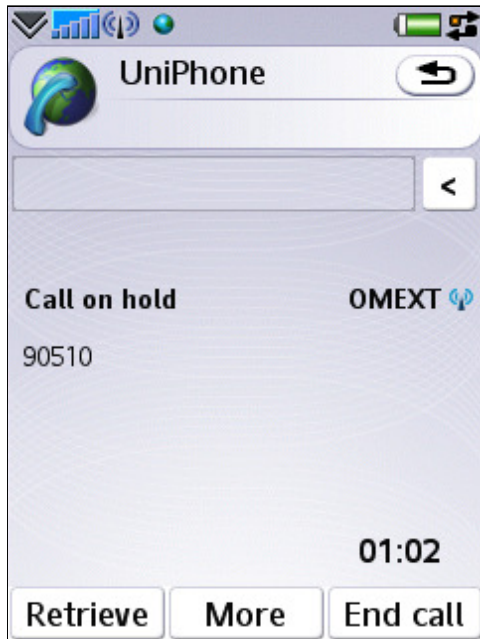 UniPhone
<
Call on hold OMEXT
90510
01:02
Retrieve More End call